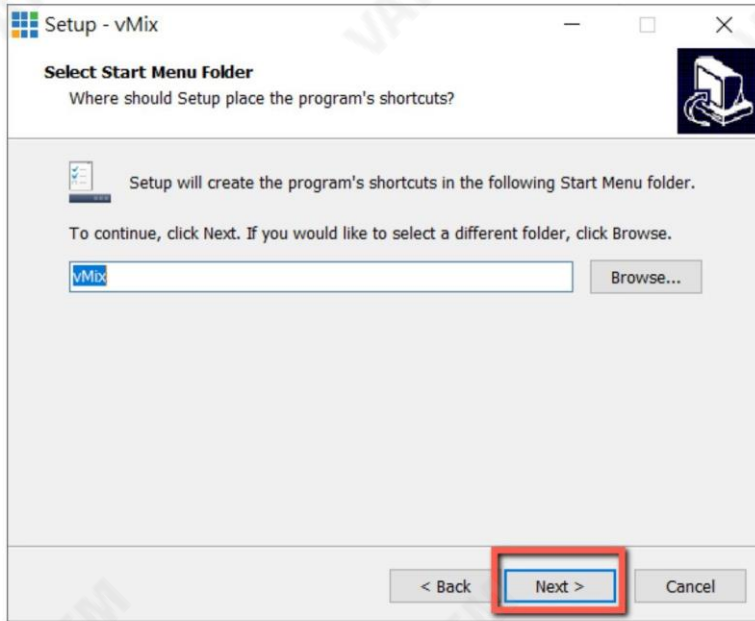 Setup - vMix
Select Start Menu Folder
Where should Setup place the program's shortcuts?
Setup will create the program's shortcuts in the following Start Menu folder.
To continue, click Next. If you would like to select a different folder, click Browse.
vMix
Browse...
< Back
Next >
Cancel